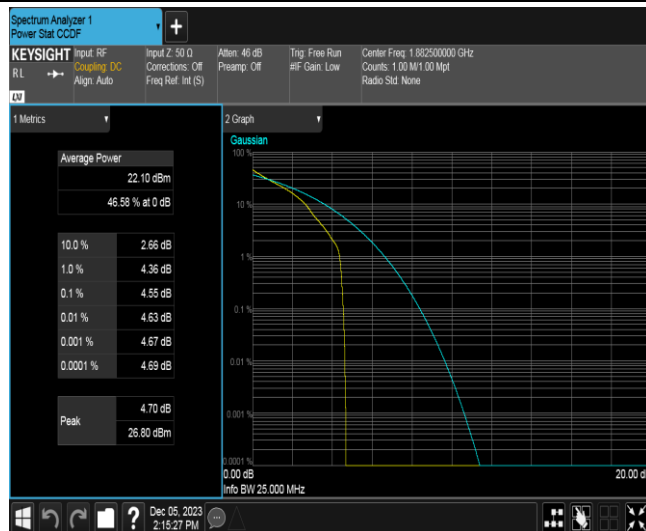 Spectrum Analyzer 1
Power Stat CCDF
KEYSIGHT
RL
Input: RF
Coupling: DC
Align: Auto
Input Z: 50 Ω
Corrections: Off
Freq Ref: Int (S)
Atten: 46 dB
Preamp: Off
Trig: Free Run
#IF Gain: Low
Center Freq: 1.882500000 GHz
Counts: 1.00 M/1.00 Mpt
Radio Std: None
1 Metrics
Average Power
22.10 dBm
46.58 % at 0 dB
10.0 % 2.66 dB
1.0 % 4.36 dB
0.1 % 4.55 dB
0.01 % 4.63 dB
0.001 % 4.67 dB
0.0001 % 4.69 dB
Peak
4.70 dB
26.80 dBm
2 Graph
Gaussian
100 %
10 %
1 %
0.1 %
0.01 %
0.001 %
0.0001 %
0.00 dB
20.00 d
Info BW 25.000 MHz
?
Dec 05, 2023
2:15:27 PM